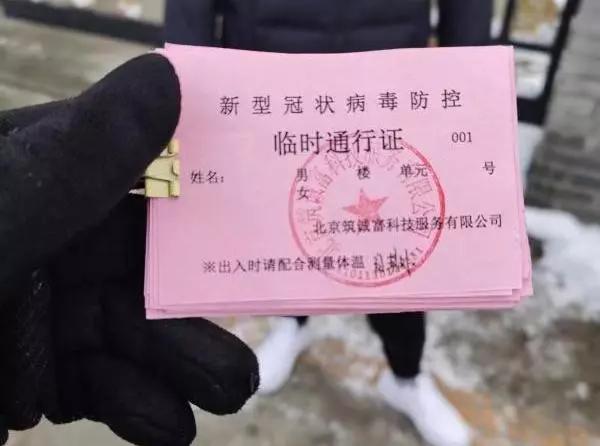 新型冠状病毒防控
临时通行证 001
姓名： 男 楼 单元 号
女
北京筑诚富科技服务有限公司
※出入时请配合测量体温